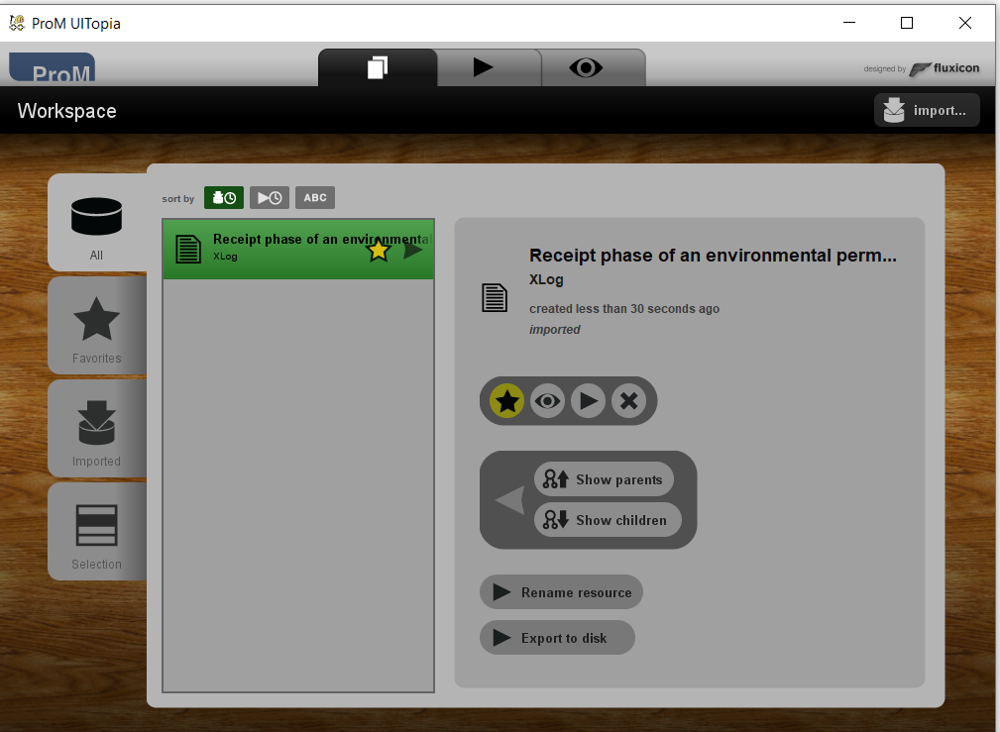 ProM UITopia
ProM
designed by fluxicon
Workspace
import...
sort by
ABC
All
Favorites
Imported
Selection
Receipt phase of an environmental
XLog
Receipt phase of an environmental perm...
XLog
created less than 30 seconds ago
imported
Show parents
Show children
Rename resource
Export to disk